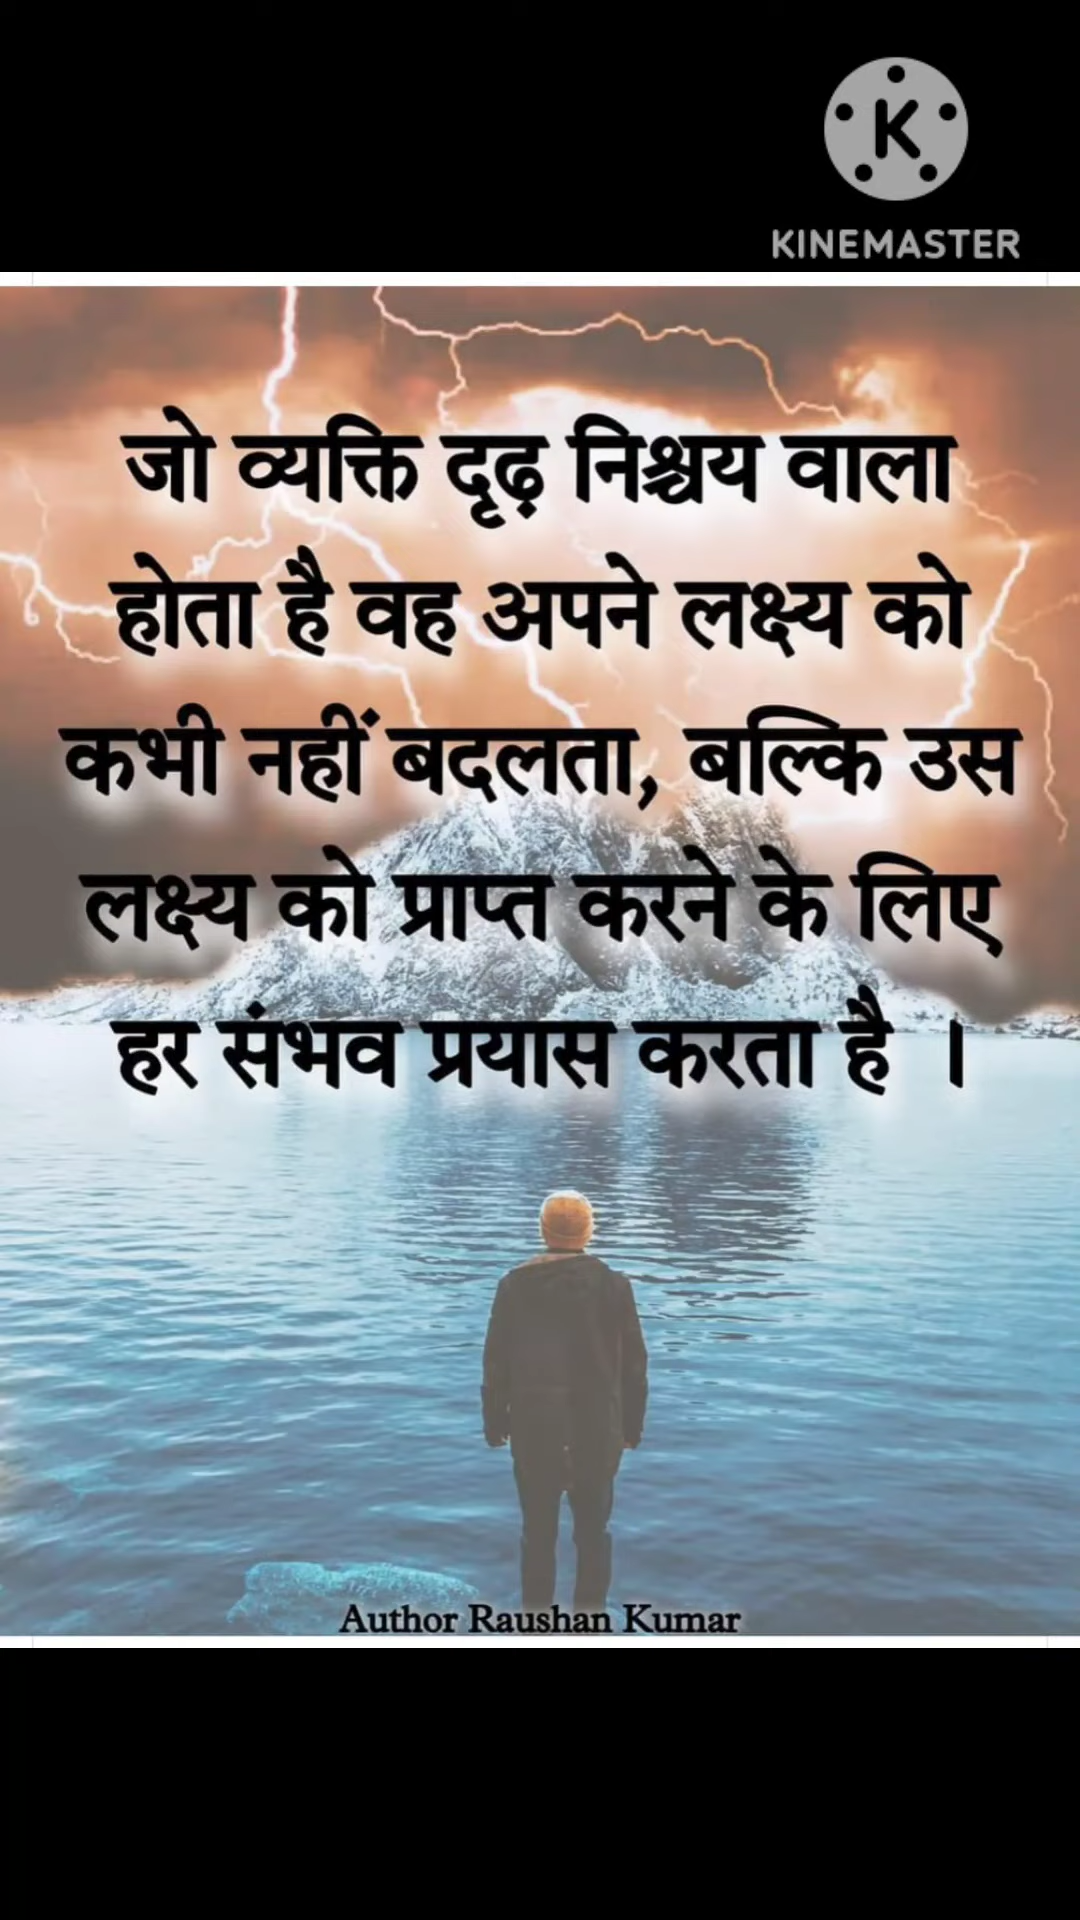 KINEMASTER
जो व्यक्ति दृढ़ निश्चय वाला
होता है वह अपने लक्ष्य को
कभी नहीं बदलता, बल्कि उस
लक्ष्य को प्राप्त करने के लिए
हर संभव प्रयास करता है ।
Author Raushan Kumar